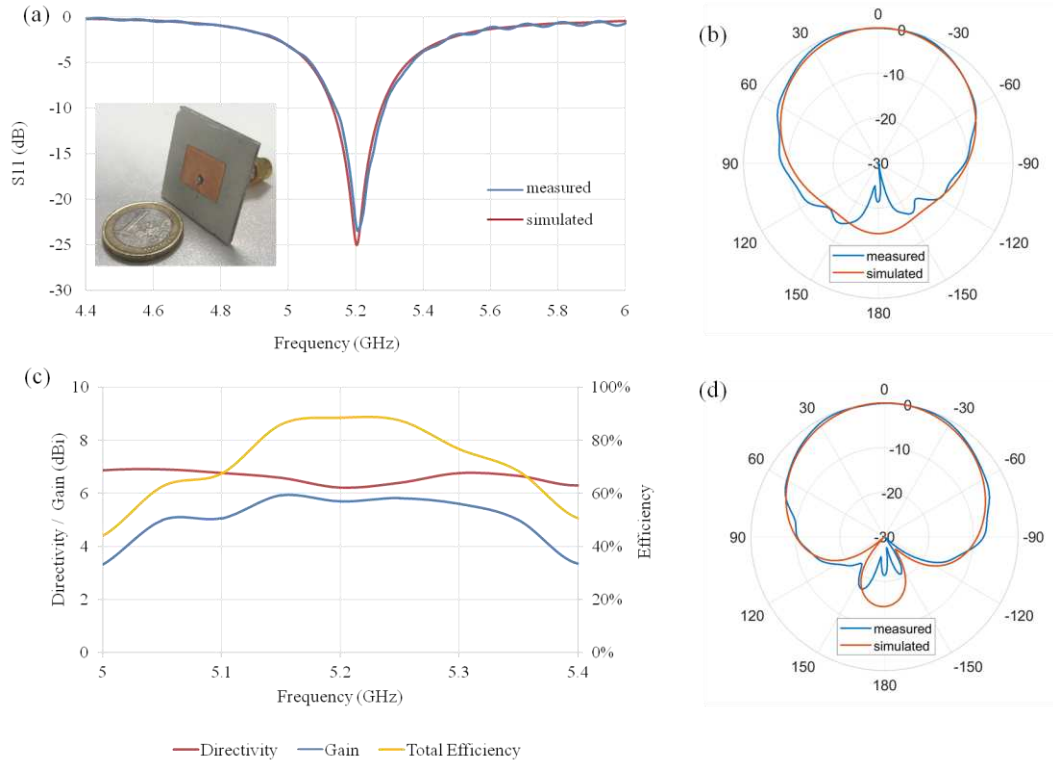 (a)
0
-5
-10
-15
-20
-25
-30
S11 (dB)
measured
simulated
4.4 4.6 4.8 5 5.2 5.4 5.6 5.8 6
Frequency (GHz)
(b)
0
30 -30
0
60 -60
-10
-20
90 -30 -90
120 -120
measured
simulated
150 -150
180
(c)
10 100%
8 80%
6 60%
4 40%
2 20%
0 0%
Directivity / Gain (dBi)
Efficiency
5 5.1 5.2 5.3 5.4
Frequency (GHz)
Directivity Gain Total Efficiency
(d)
0
30 -30
0
60 -60
-10
-20
90 -30 -90
120 -120
measured
simulated
150 -150
180